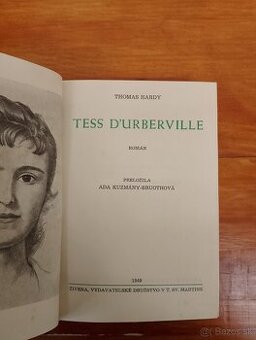 THOMAS HARDY
TESS D'URBERVILLE
ROMÁN
PRELOŽILA
ADA KUZMÁNY-BRUOTHOVÁ
1949
ŽIVENA, VYDAVATEĽSKÉ DRUŽSTVO V T. SV. MARTINE